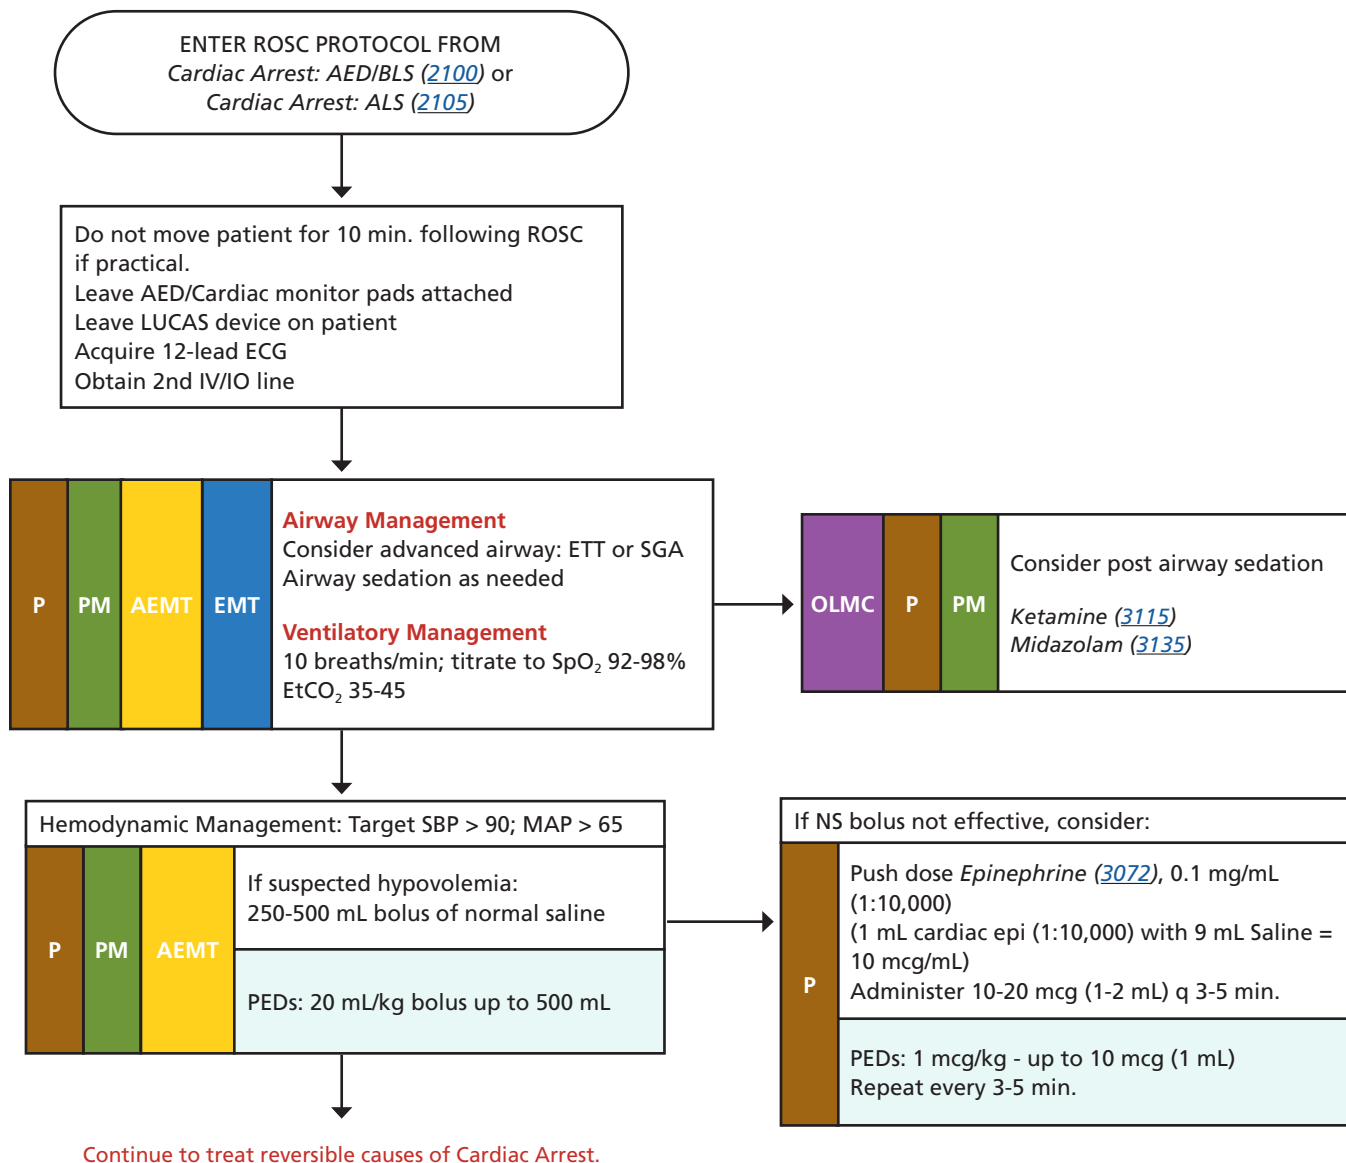 ENTER ROSC PROTOCOL FROM
Cardiac Arrest: AED/BLS (2100) or
Cardiac Arrest: ALS (2105)
Do not move patient for 10 min. following ROSC
if practical.
Leave AED/Cardiac monitor pads attached
Leave LUCAS device on patient
Acquire 12-lead ECG
Obtain 2nd IV/IO line
P PM AEMT EMT
Airway Management
Consider advanced airway: ETT or SGA
Airway sedation as needed
Ventilatory Management
10 breaths/min; titrate to SpO₂ 92-98%
EtCO₂ 35-45
OLMC P PM
Consider post airway sedation
Ketamine (3115)
Midazolam (3135)
Hemodynamic Management: Target SBP > 90; MAP > 65
P PM AEMT
If suspected hypovolemia:
250-500 mL bolus of normal saline
PEDs: 20 mL/kg bolus up to 500 mL
If NS bolus not effective, consider:
P
Push dose Epinephrine (3072), 0.1 mg/mL
(1:10,000)
(1 mL cardiac epi (1:10,000) with 9 mL Saline =
10 mcg/mL)
Administer 10-20 mcg (1-2 mL) q 3-5 min.
PEDs: 1 mcg/kg - up to 10 mcg (1 mL)
Repeat every 3-5 min.
Continue to treat reversible causes of Cardiac Arrest.